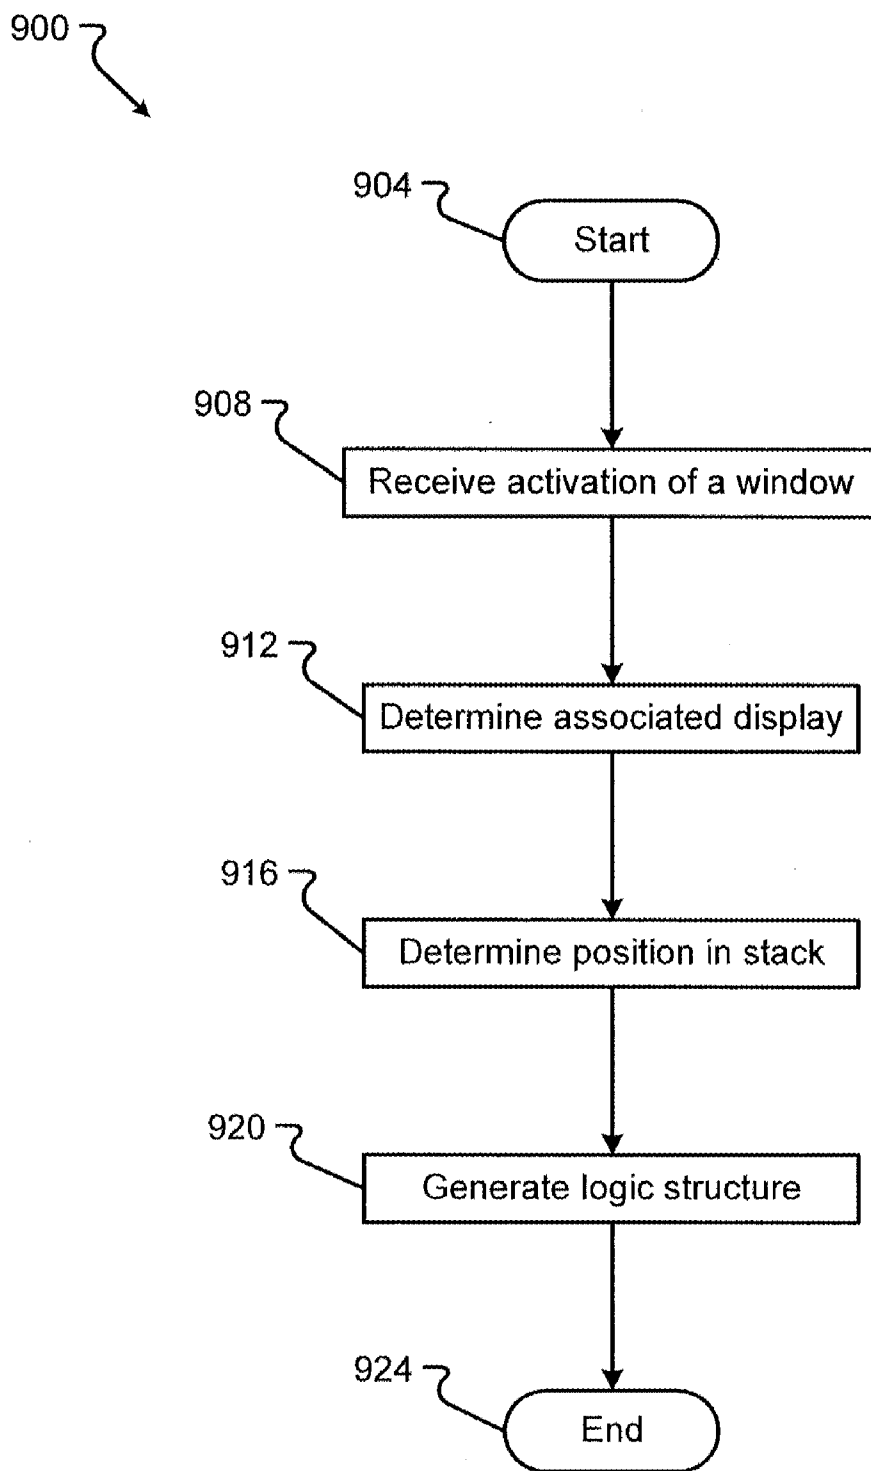 900
904
Start
908
Receive activation of a window
912
Determine associated display
916
Determine position in stack
920
Generate logic structure
924
End